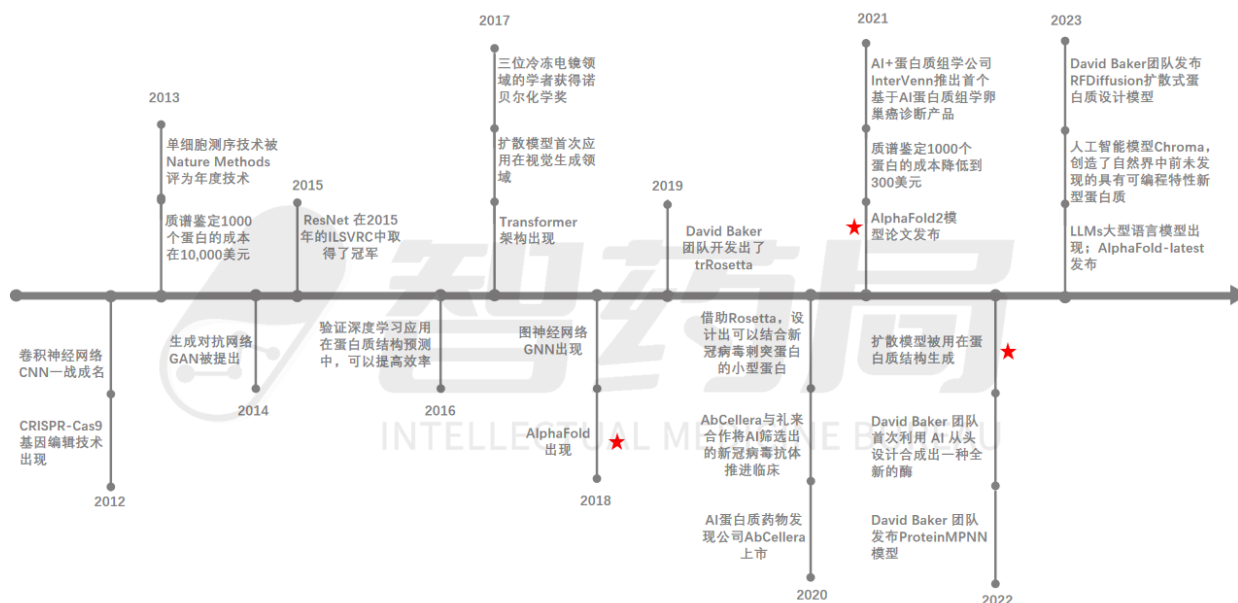 2013
单细胞测序技术被
Nature Methods
评为年度技术
质谱鉴定1000
个蛋白的成本
在10,000美元
2015
ResNet 在2015
年的ILSVRC中取
得了冠军
2017
三位冷冻电镜领
域的学者获得诺
贝尔化学奖
扩散模型首次应
用在视觉生成领
域
Transformer
架构出现
2019
David Baker
团队开发出了
trRosetta
2021
AI+蛋白质组学公司
InterVenn推出首个
基于AI蛋白质组学卵
巢癌诊断产品
质谱鉴定1000个
蛋白的成本降低到
300美元
AlphaFold2模
型论文发布
2023
David Baker团队发布
RFDiffusion扩散式蛋
白质设计模型
人工智能模型Chroma，
创造了自然界中前未发
现的具有可编程特性新
型蛋白质
LLMs大型语言模型出
现；AlphaFold-latest
发布
卷积神经网络
CNN一战成名
CRISPR-Cas9
基因编辑技术
出现
2012
生成对抗网络
GAN被提出
2014
验证深度学习应用
在蛋白质结构预测
中，可以提高效率
2016
图神经网络
GNN出现
AlphaFold
出现
2018
借助Rosetta，设
计出可以结合新
冠病毒刺突蛋白
的小型蛋白
AbCellera与礼来
合作将AI筛选出
的新冠病毒抗体
推进临床
AI蛋白质药物发
现公司AbCellera
上市
2020
扩散模型被用在蛋
白质结构生成
David Baker 团队
首次利用 AI 从头
设计合成出一种全
新的酶
David Baker 团队
发布ProteinMPNN
模型
2022
智药局
INTELLECTUAL MEDICINE BUREAU